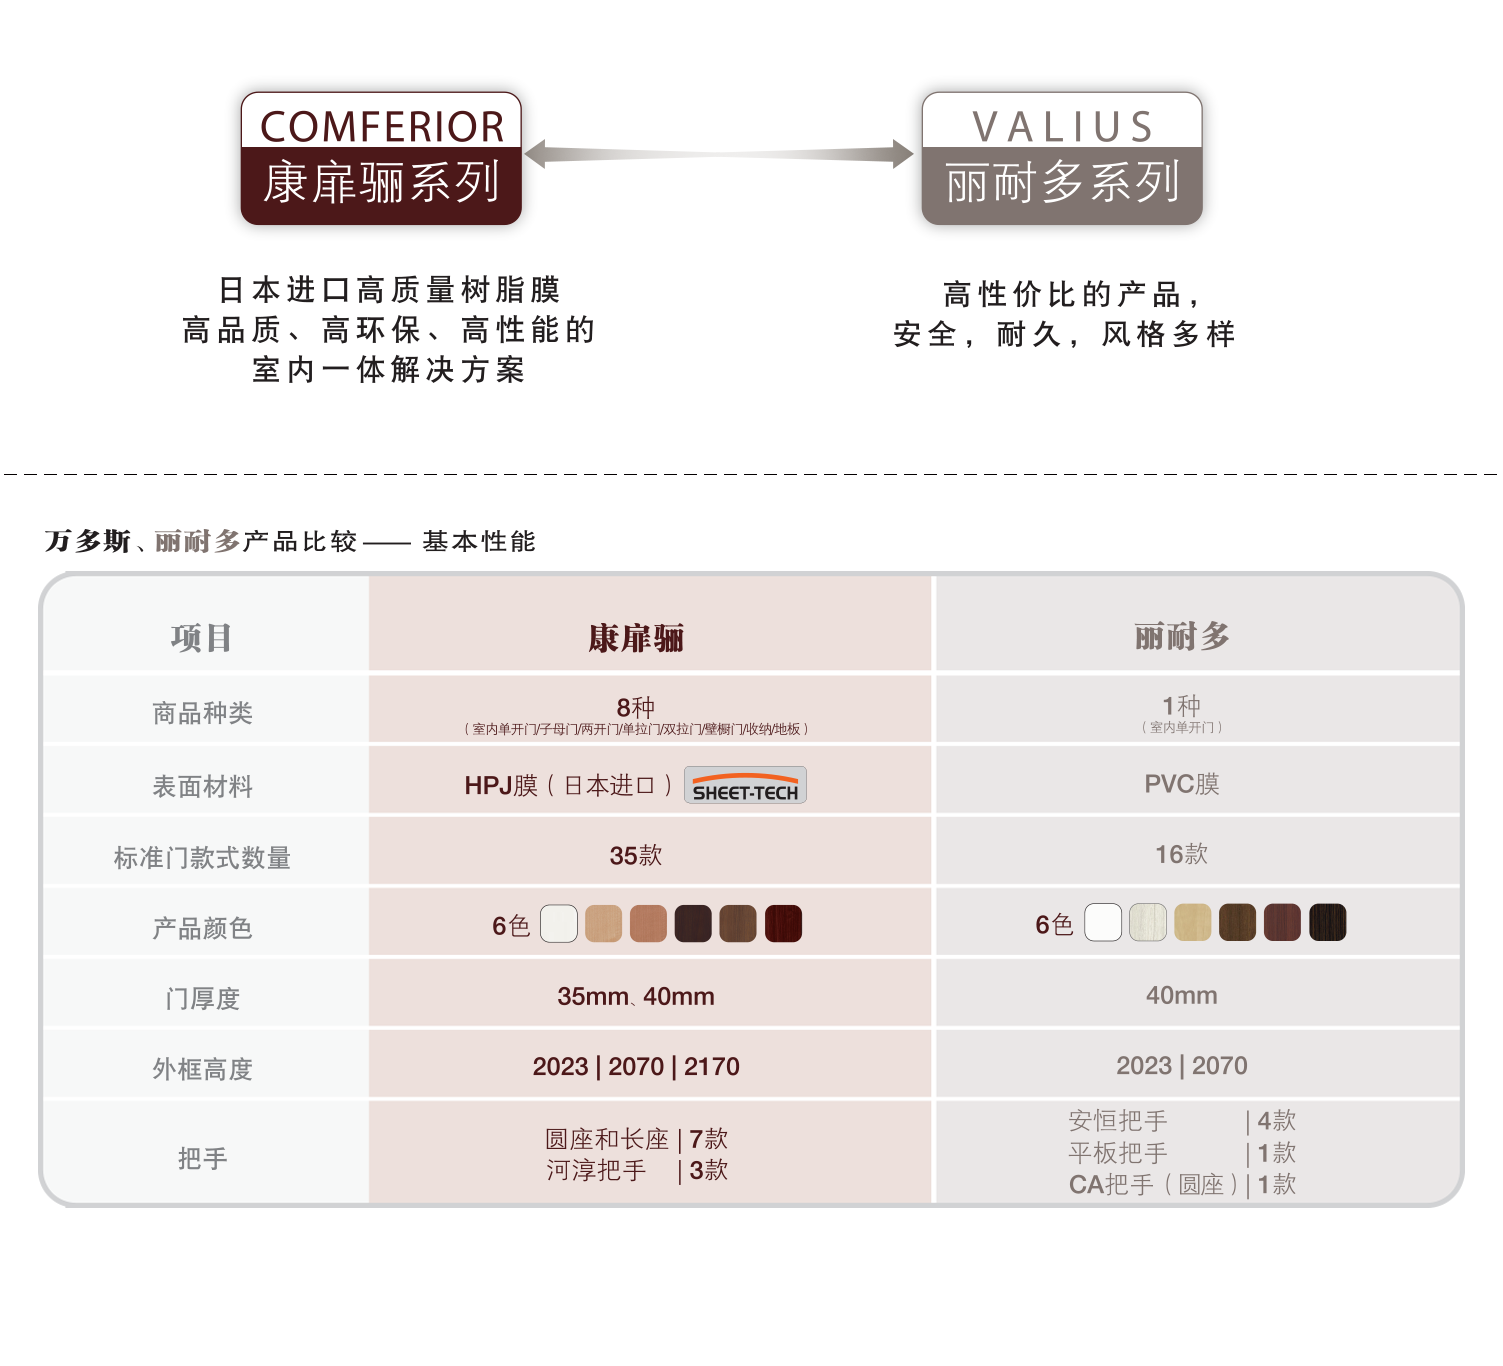 COMFERIOR
康扉骊系列
VALIUS
丽耐多系列
日本进口高质量树脂膜
高品质、高环保、高性能的
室内一体解决方案
高性价比的产品，
安全，耐久，风格多样
万多斯、丽耐多产品比较—— 基本性能
项目 康扉骊 丽耐多
商品种类 8种 1种
（室内单开门/子母门/两开门/单拉门/双拉门/壁橱门/收纳/地板） （室内单开门）
表面材料 HPJ膜（日本进口） SHEET-TECH PVC膜
标准门款式数量 35款 16款
产品颜色 6色 6色
门厚度 35mm、40mm 40mm
外框高度 2023 | 2070 | 2170 2023 | 2070
把手
圆座和长座 | 7款
河淳把手 | 3款
安恒把手 | 4款
平板把手 | 1款
CA把手（圆座）| 1款